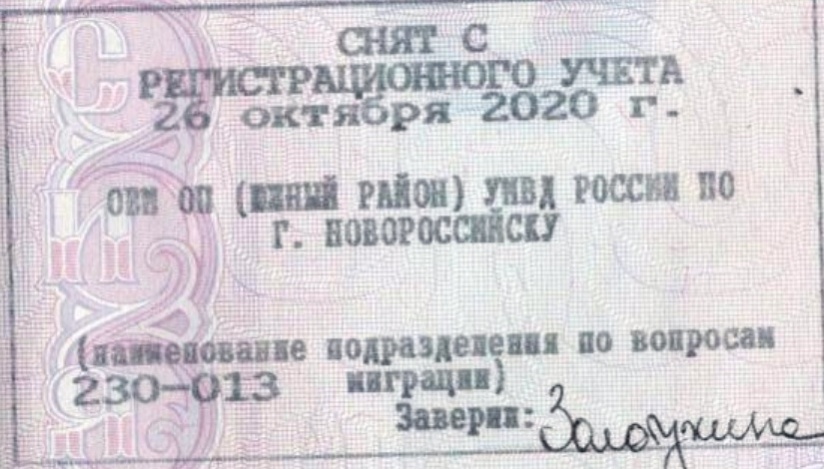 СНЯТ С
РЕГИСТРАЦИОННОГО УЧЕТА
26 октября 2020 г.
ОВМ ОП (ЮЖНЫЙ РАЙОН) УМВД РОССИИ ПО
Г. НОВОРОССИЙСКУ
(наименование подразделения по вопросам
230-013 миграции)
Заверил: